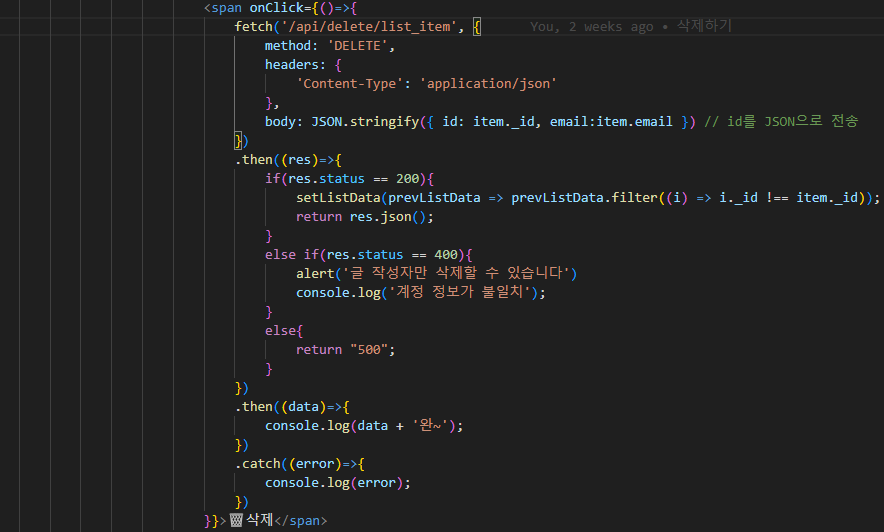 <span onClick={()=>{
fetch('/api/delete/list_item', { You, 2 weeks ago • 삭제하기
method: 'DELETE',
headers: {
'Content-Type': 'application/json'
},
body: JSON.stringify({ id: item._id, email:item.email }) // id를 JSON으로 전송
})
.then((res)=>{
if(res.status == 200){
setListData(prevListData => prevListData.filter((i) => i._id !== item._id));
return res.json();
}
else if(res.status == 400){
alert('글 작성자만 삭제할 수 있습니다')
console.log('계정 정보가 불일치');
}
else{
return "500";
}
})
.then((data)=>{
console.log(data + '완~');
})
.catch((error)=>{
console.log(error);
})
}}>🗑삭제</span>